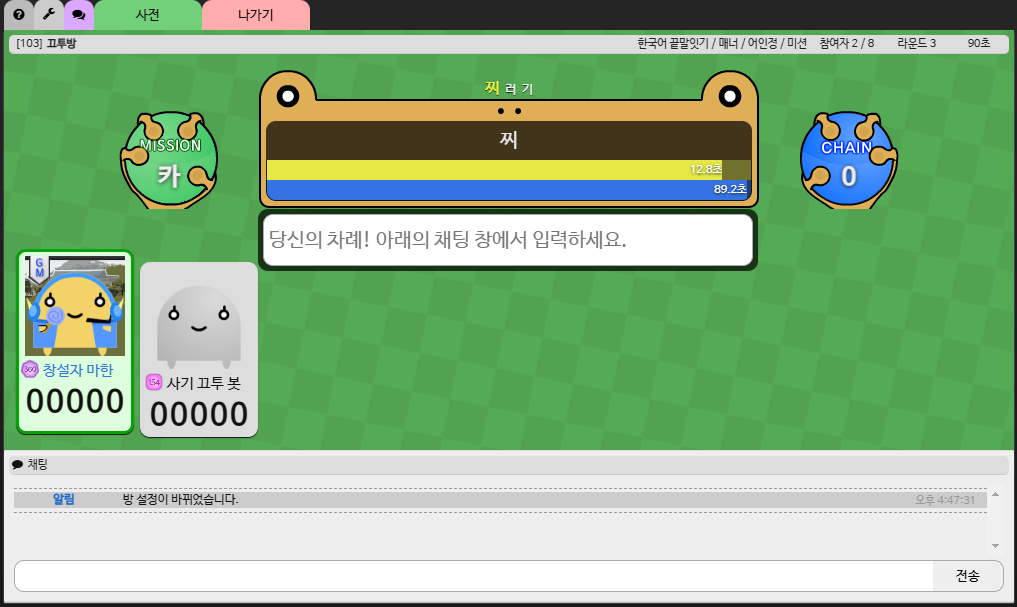 사전 나가기
[103] 끄투방 한국어 끝말잇기 / 매너 / 어인정 / 미션 참여자 2 / 8 라운드 3 90초
찌 러 기
MISSION
카
찌
12.8초
89.2초
CHAIN
0
당신의 차례! 아래의 채팅 창에서 입력하세요.
GM
360 창설자 마한
00000
154 사기 끄투 봇
00000
채팅
알림 방 설정이 바뀌었습니다. 오후 4:47:31
전송